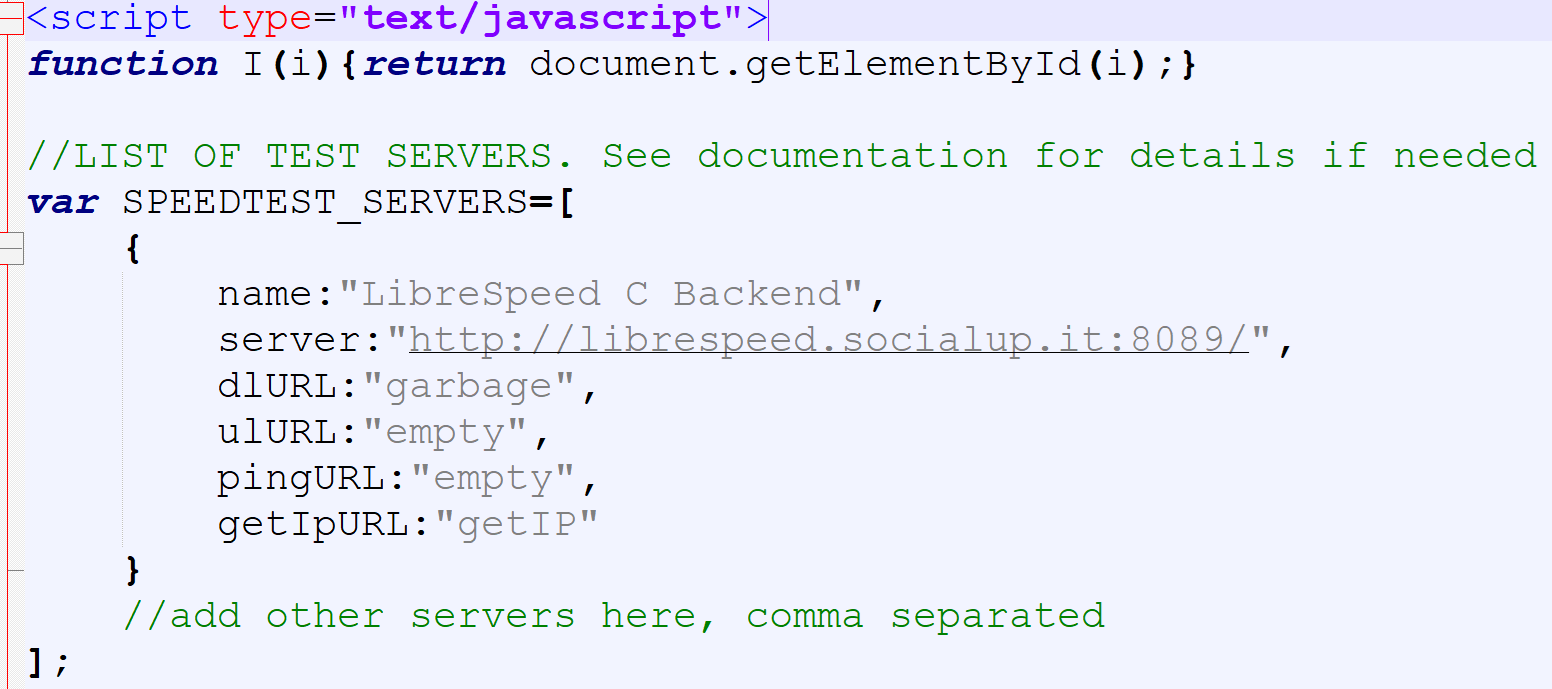 <script type="text/javascript">
function I(i){return document.getElementById(i);}
//LIST OF TEST SERVERS. See documentation for details if needed
var SPEEDTEST_SERVERS=[
{
name:"LibreSpeed C Backend",
server:"http://librespeed.socialup.it:8089/",
dlURL:"garbage",
ulURL:"empty",
pingURL:"empty",
getIpURL:"getIP"
}
//add other servers here, comma separated
];